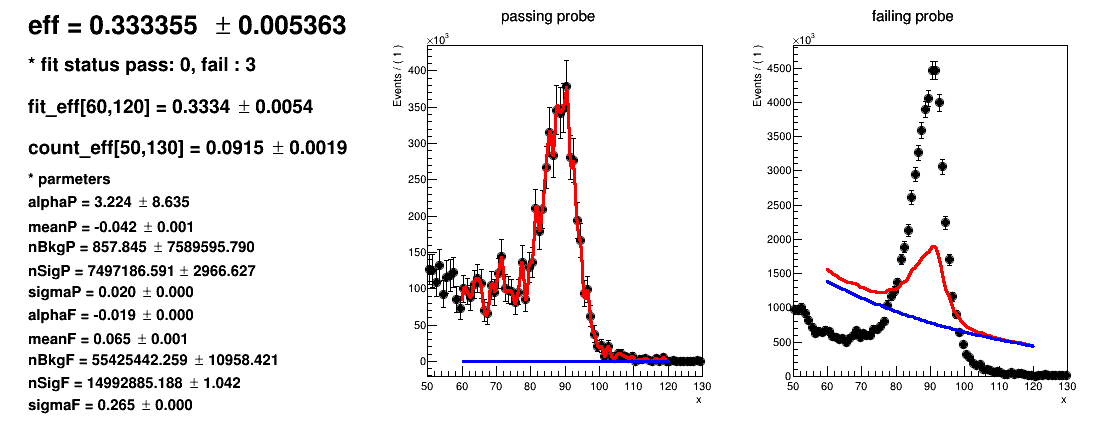 eff = 0.333355 ± 0.005363
* fit status pass: 0, fail : 3
fit_eff[60,120] = 0.3334 ± 0.0054
count_eff[50,130] = 0.0915 ± 0.0019
* parmeters
alphaP = 3.224 ± 8.635
meanP = -0.042 ± 0.001
nBkgP = 857.845 ± 7589595.790
nSigP = 7497186.591 ± 2966.627
sigmaP = 0.020 ± 0.000
alphaF = -0.019 ± 0.000
meanF = 0.065 ± 0.001
nBkgF = 55425442.259 ± 10958.421
nSigF = 14992885.188 ± 1.042
sigmaF = 0.265 ± 0.000
passing probe
×10³
Events / ( 1 )
400
350
300
250
200
150
100
50
0
50 60 70 80 90 100 110 120 130
x
failing probe
×10³
Events / ( 1 )
4500
4000
3500
3000
2500
2000
1500
1000
500
0
50 60 70 80 90 100 110 120 130
x